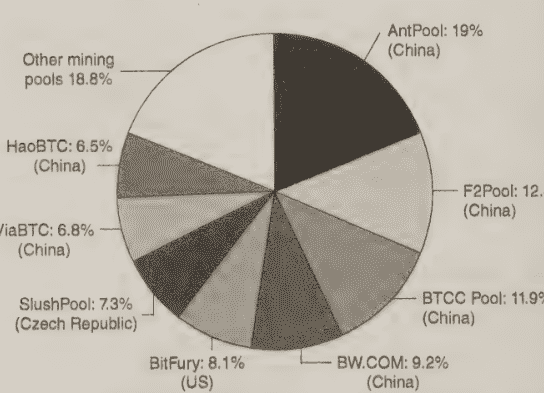 AntPool: 19%
(China)
F2Pool: 12.
(China)
BTCC Pool: 11.9%
(China)
BW.COM: 9.2%
(China)
BitFury: 8.1%
(US)
SlushPool: 7.3%
(Czech Republic)
ViaBTC: 6.8%
(China)
HaoBTC: 6.5%
(China)
Other mining
pools 18.8%